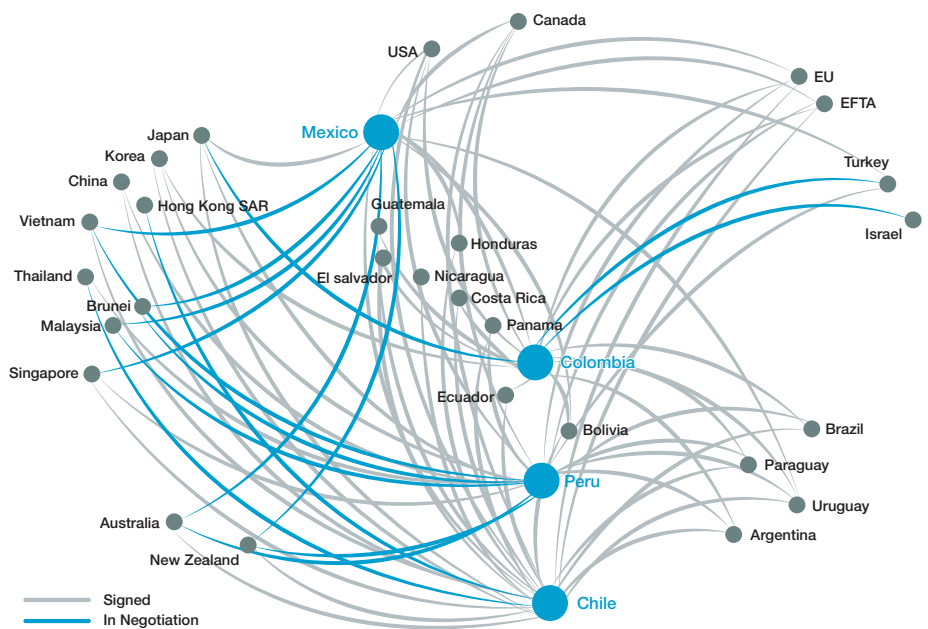 Canada
USA
EU
EFTA
Mexico
Japan
Korea
Turkey
China
Guatemala
Hong Kong SAR
Vietnam
Israel
Honduras
Thailand
El salvador
Nicaragua
Brunei
Costa Rica
Malaysia
Panama
Colombia
Singapore
Ecuador
Bolivia
Brazil
Paraguay
Peru
Uruguay
Australia
Argentina
New Zealand
Signed
Chile
In Negotiation